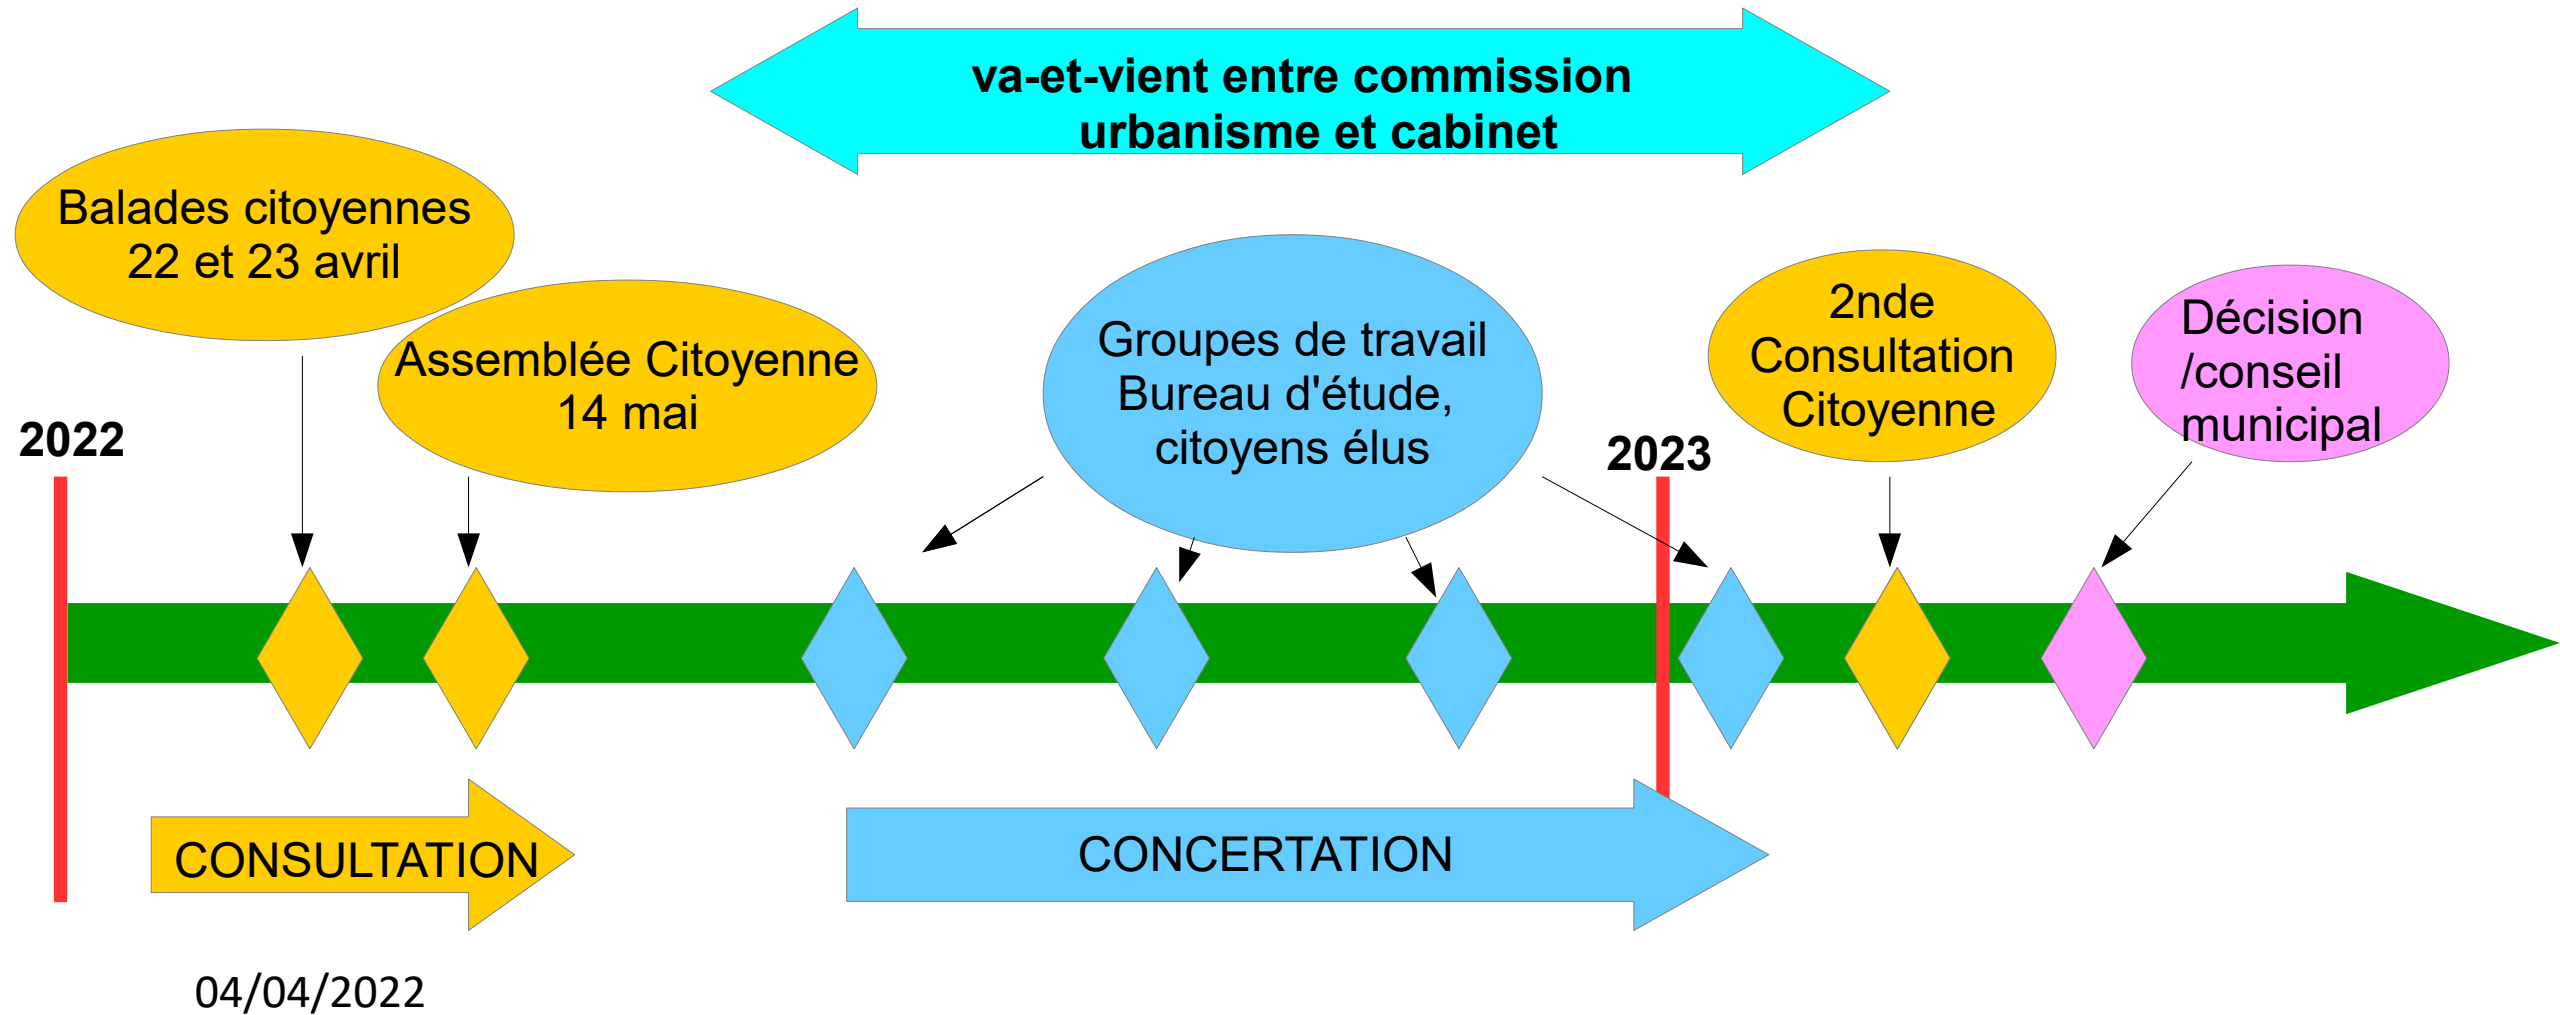 va-et-vient entre commission
urbanisme et cabinet
Balades citoyennes
22 et 23 avril
Assemblée Citoyenne
14 mai
Groupes de travail
Bureau d'étude,
citoyens élus
2nde
Consultation
Citoyenne
Décision
/conseil
municipal
2022
2023
CONSULTATION
CONCERTATION
04/04/2022